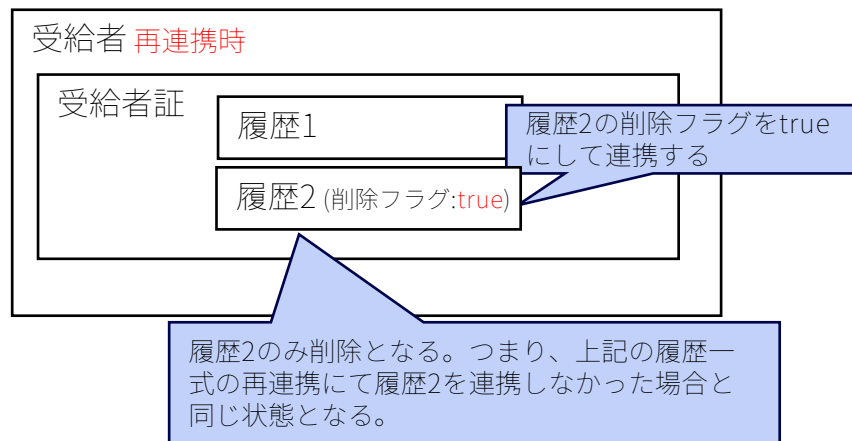 受給者 再連携時
受給者証
履歴1
履歴2の削除フラグをtrue
にして連携する
履歴2 (削除フラグ:true)
履歴2のみ削除となる。つまり、上記の履歴一
式の再連携にて履歴2を連携しなかった場合と
同じ状態となる。